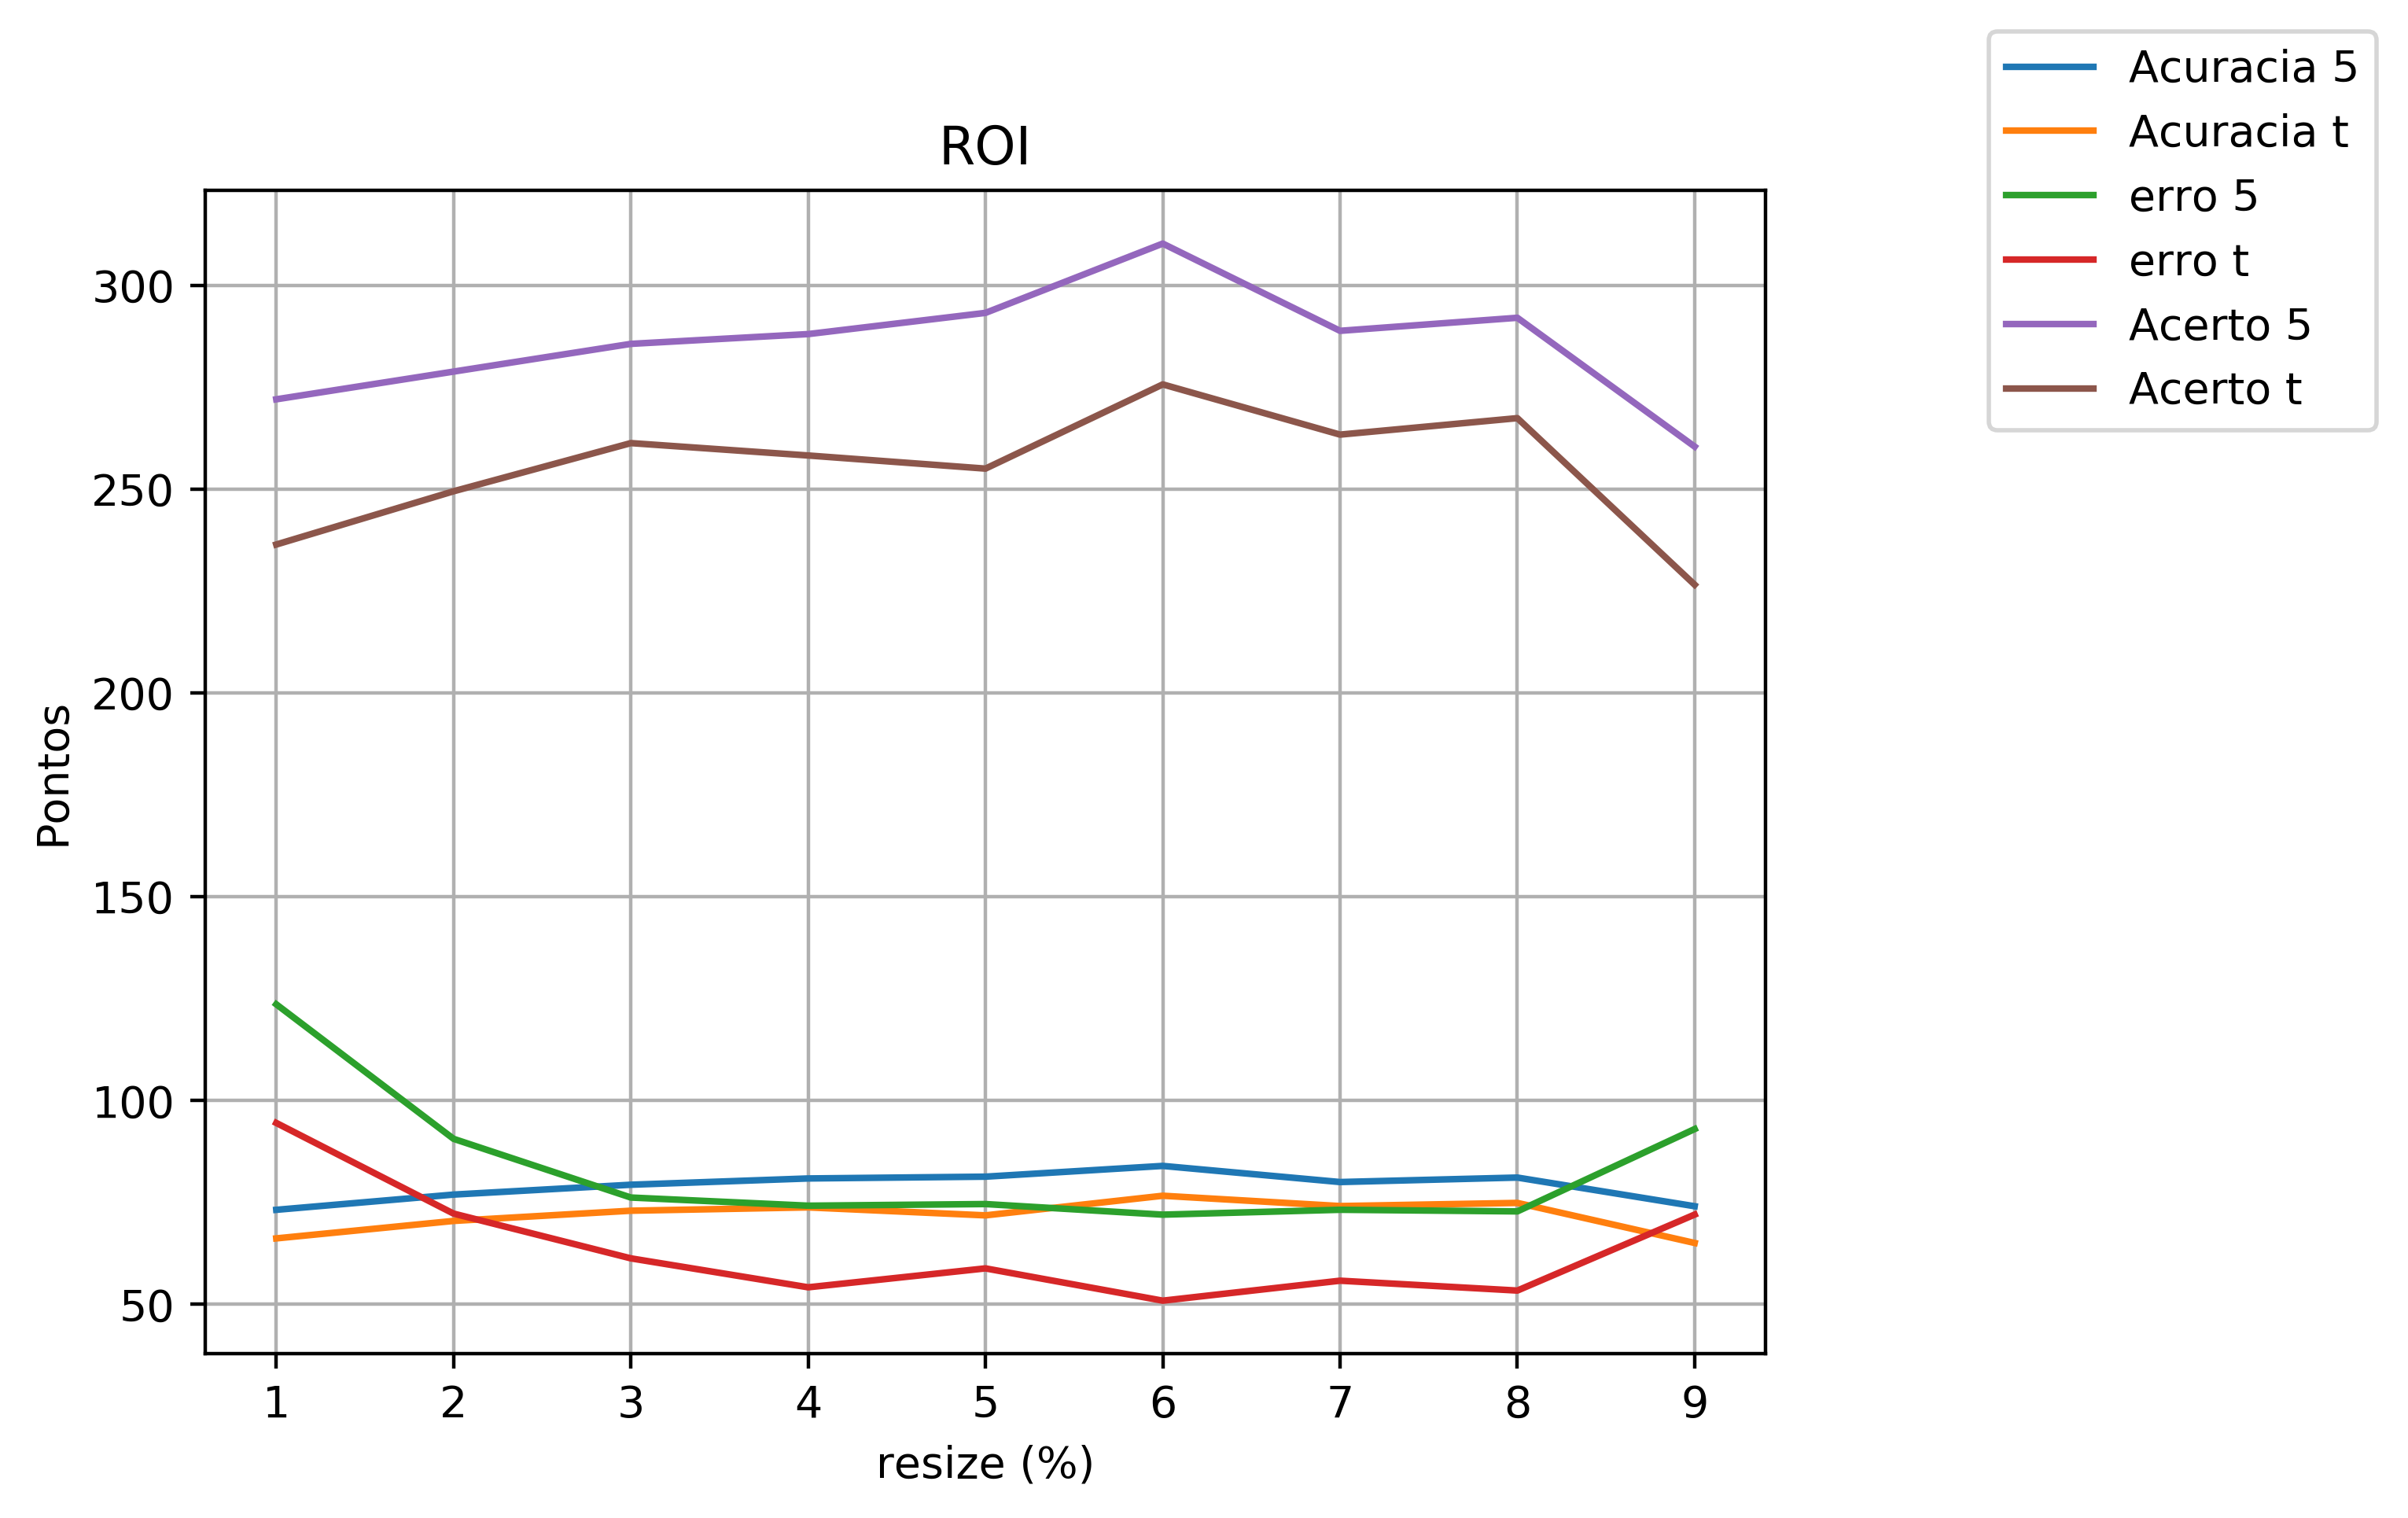 ROI
Acuracia 5
Acuracia t
erro 5
erro t
Acerto 5
Acerto t
Pontos
300
250
200
150
100
50
1 2 3 4 5 6 7 8 9
resize (%)